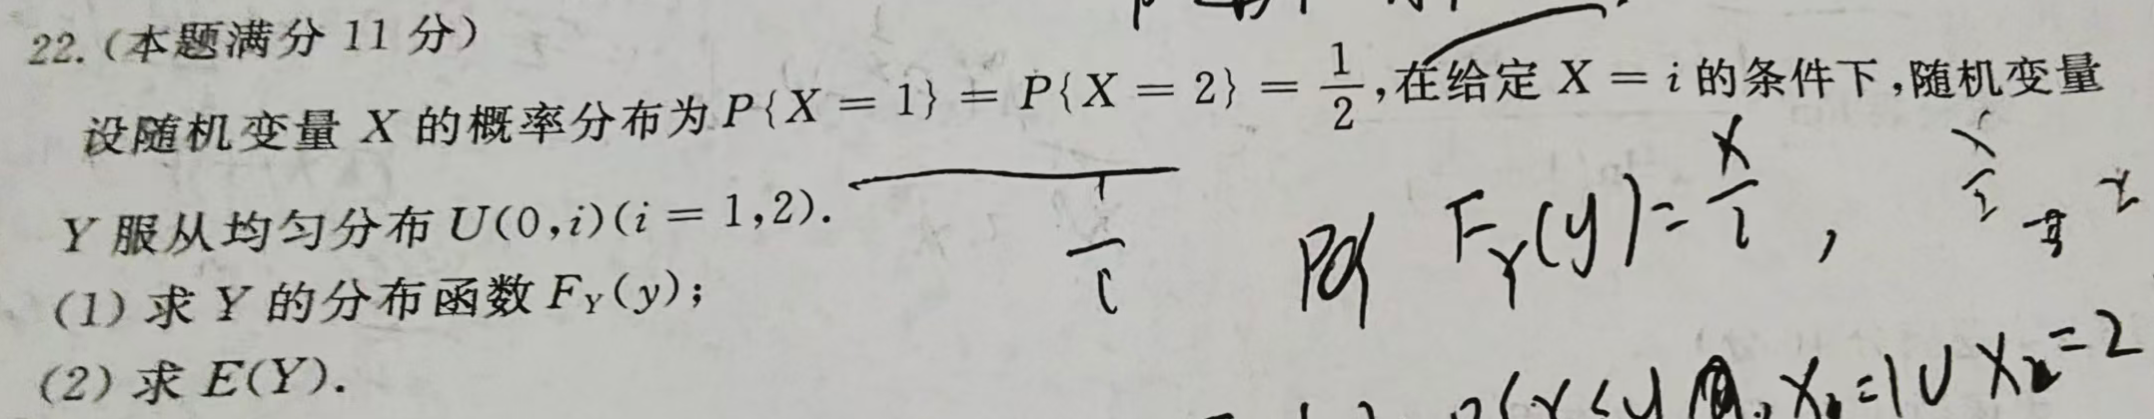 22.(本题满分 11 分)
设随机变量 X 的概率分布为 P{X = 1} = P{X = 2} = 1/2,在给定 X = i 的条件下,随机变量
Y 服从均匀分布 U(0,i)(i = 1,2).
(1) 求 Y 的分布函数 F_Y(y);
(2) 求 E(Y).
F_Y(y)= x/i ,